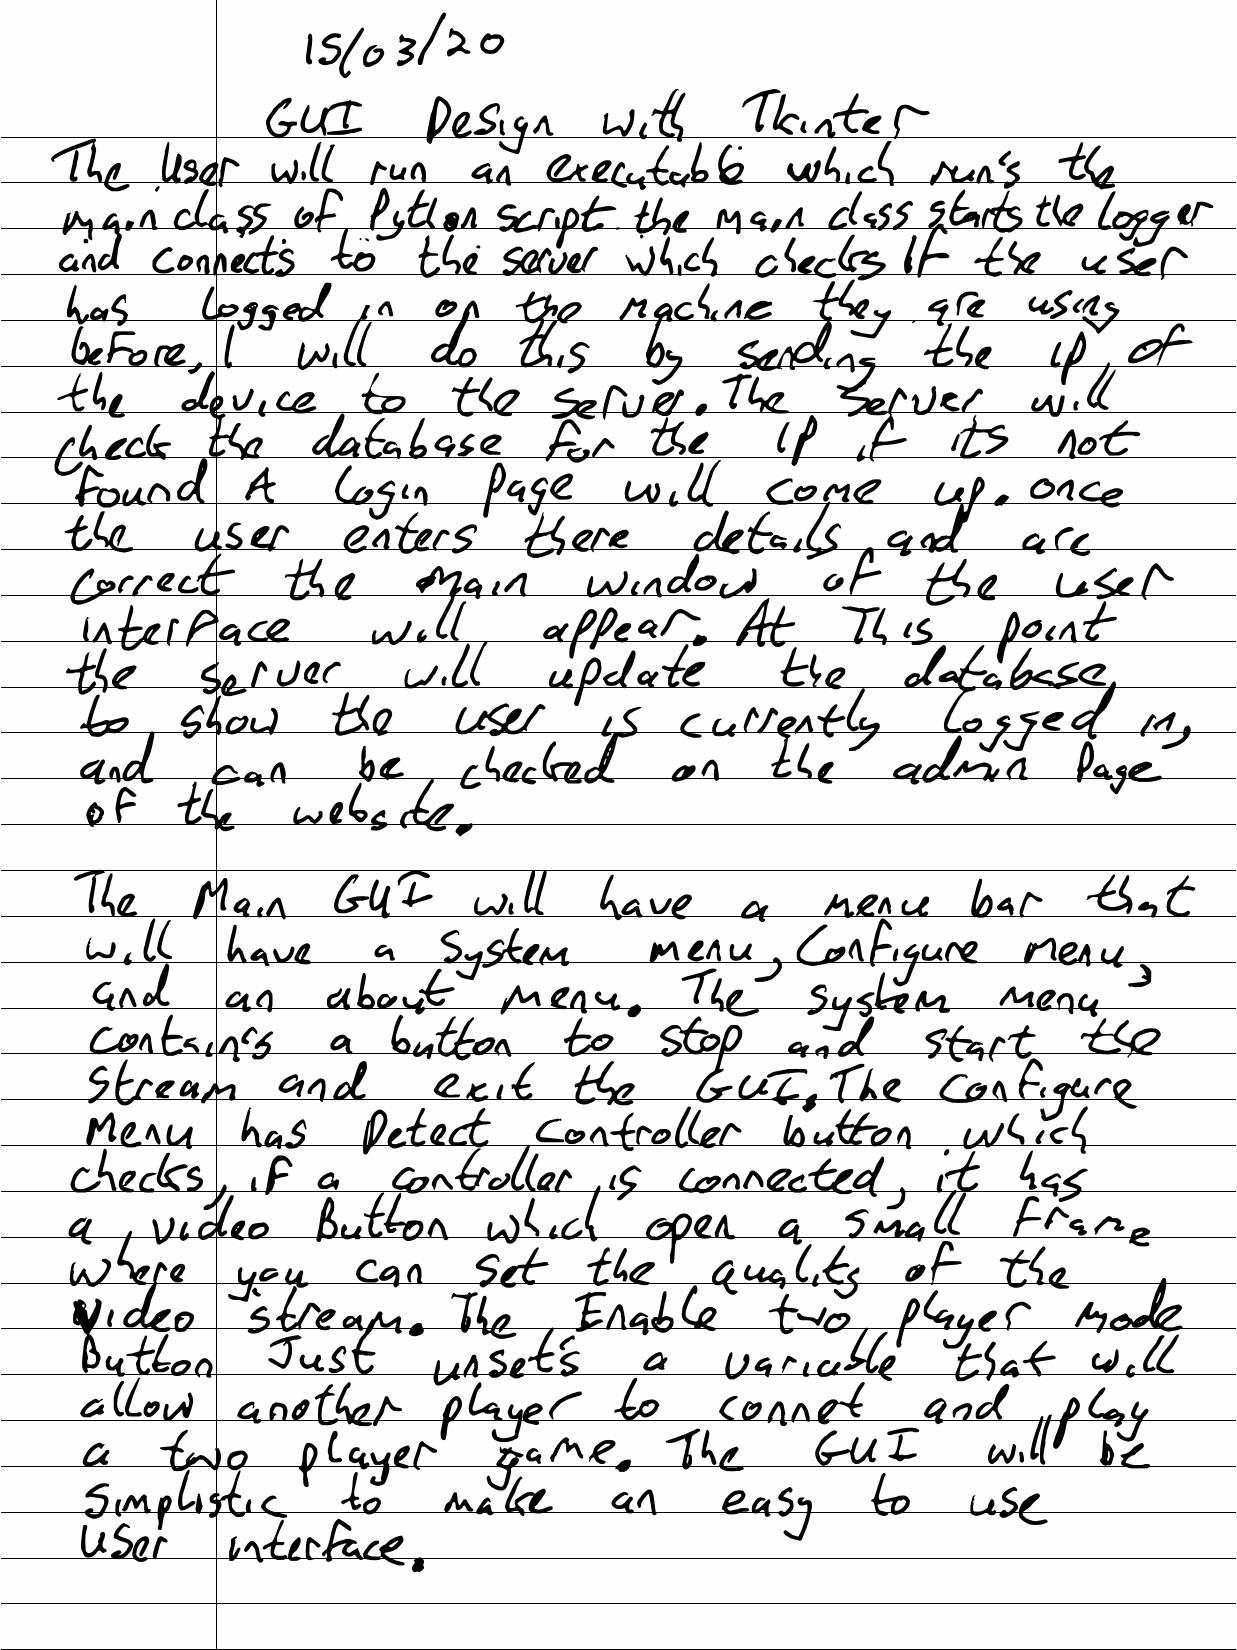 15/03/20
GUI Design with Tkinter
The User will run an executable which run's the
main class of Python script. the main class starts the logger
and connects to the server which checks If the user
has logged in on the machine they are using
before, I will do this by sending the ip of
the device to the server. The Server will
check the database for the IP if its not
found A login page will come up. once
the user enters there details and are
correct the main window of the user
interface will appear. At This point
the server will update the database
to show the user is currently logged in,
and can be checked on the admin Page
of the website.
The Main GUI will have a menu bar that
will have a System menu, Configure menu,
and an about menu. The system menu
contain's a button to stop and start the
stream and exit the GUI. The configure
Menu has Detect Controller button which
checks, if a controller is connected, it has
a video Button which open a small frame
where you can set the quality of the
video stream. The Enable two player mode
Button Just unset's a variable that will
allow another player to connet and play
a two player game. The GUI will be
simplistic to make an easy to use
User interface.